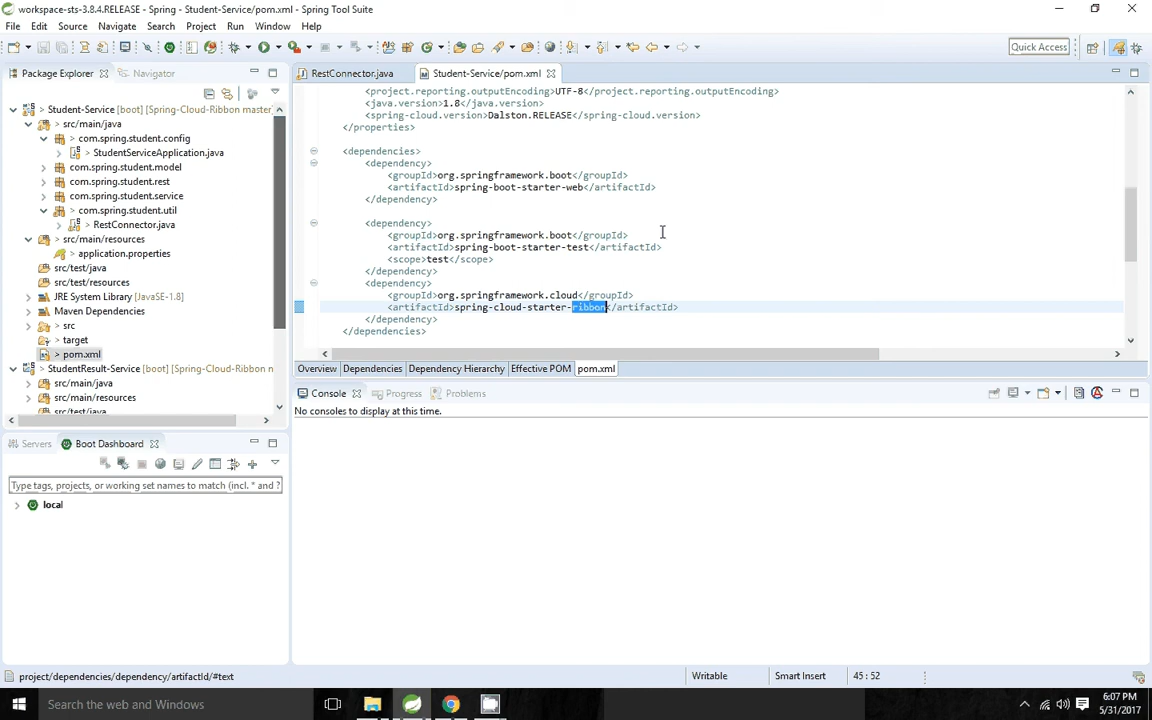 workspace-sts-3.8.4.RELEASE - Spring - Student-Service/pom.xml - Spring Tool Suite
File Edit Source Navigate Search Project Run Window Help
Quick Access
Package Explorer Navigator
RestConnector.java Student-Service/pom.xml
> Student-Service [boot] [Spring-Cloud-Ribbon master
> src/main/java
> com.spring.student.config
> StudentServiceApplication.java
com.spring.student.model
com.spring.student.rest
com.spring.student.service
> com.spring.student.util
> RestConnector.java
> src/main/resources
> application.properties
src/test/java
src/test/resources
JRE System Library [JavaSE-1.8]
Maven Dependencies
> src
> target
> pom.xml
> StudentResult-Service [boot] [Spring-Cloud-Ribbon n
> src/main/java
> src/main/resources
src/test/java
<project.reporting.outputEncoding>UTF-8</project.reporting.outputEncoding>
<java.version>1.8</java.version>
<spring-cloud.version>Dalston.RELEASE</spring-cloud.version>
</properties>
<dependencies>
<dependency>
<groupId>org.springframework.boot</groupId>
<artifactId>spring-boot-starter-web</artifactId>
</dependency>
<dependency>
<groupId>org.springframework.boot</groupId>
<artifactId>spring-boot-starter-test</artifactId>
<scope>test</scope>
</dependency>
<dependency>
<groupId>org.springframework.cloud</groupId>
<artifactId>spring-cloud-starter-ribbon</artifactId>
</dependency>
</dependencies>
Overview Dependencies Dependency Hierarchy Effective POM pom.xml
Console Progress Problems
No consoles to display at this time.
Servers Boot Dashboard
Type tags, projects, or working set names to match (incl. * and ?
local
project/dependencies/dependency/artifactId/#text
Writable Smart Insert 45 : 52
Search the web and Windows
6:07 PM
5/31/2017